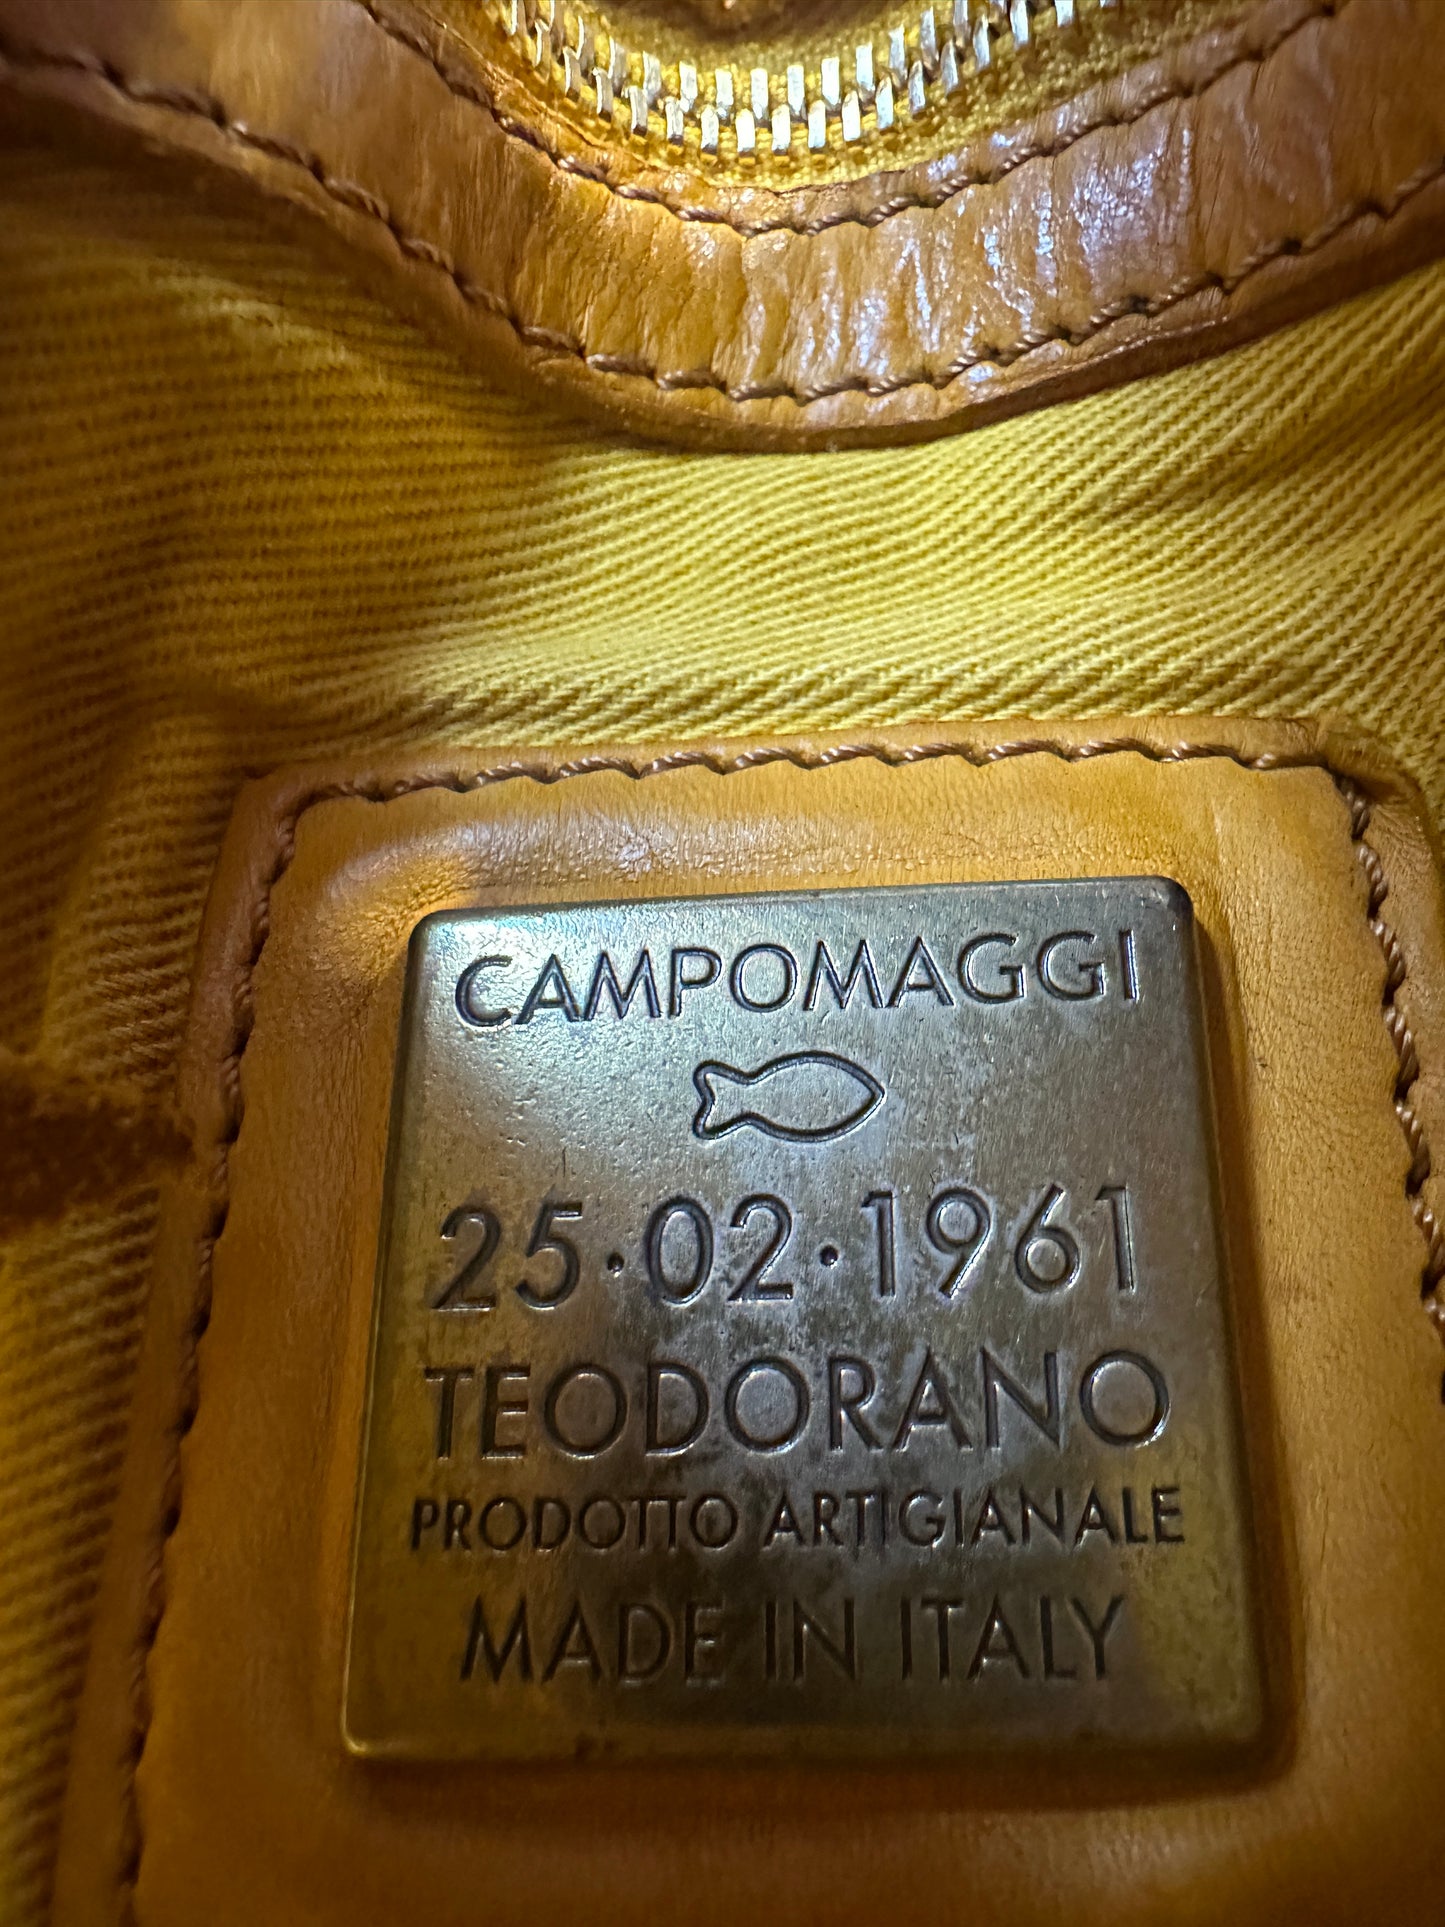 CAMPOMAGGI
25·02·1961
TEODORANO
PRODOTTO ARTIGIANALE
MADE IN ITALY